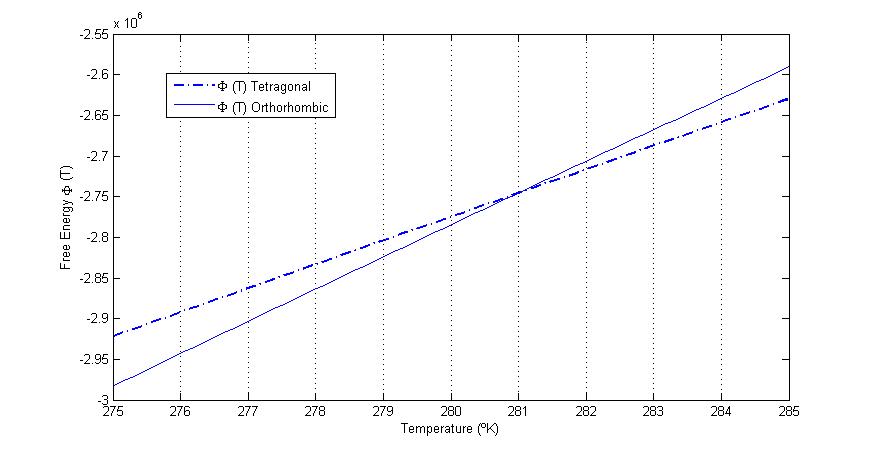 x 10^6
-2.55
-2.6
-2.65
-2.7
-2.75
-2.8
-2.85
-2.9
-2.95
-3
Free Energy Φ (T)
Φ (T) Tetragonal
Φ (T) Orthorhombic
275 276 277 278 279 280 281 282 283 284 285
Temperature (ºK)